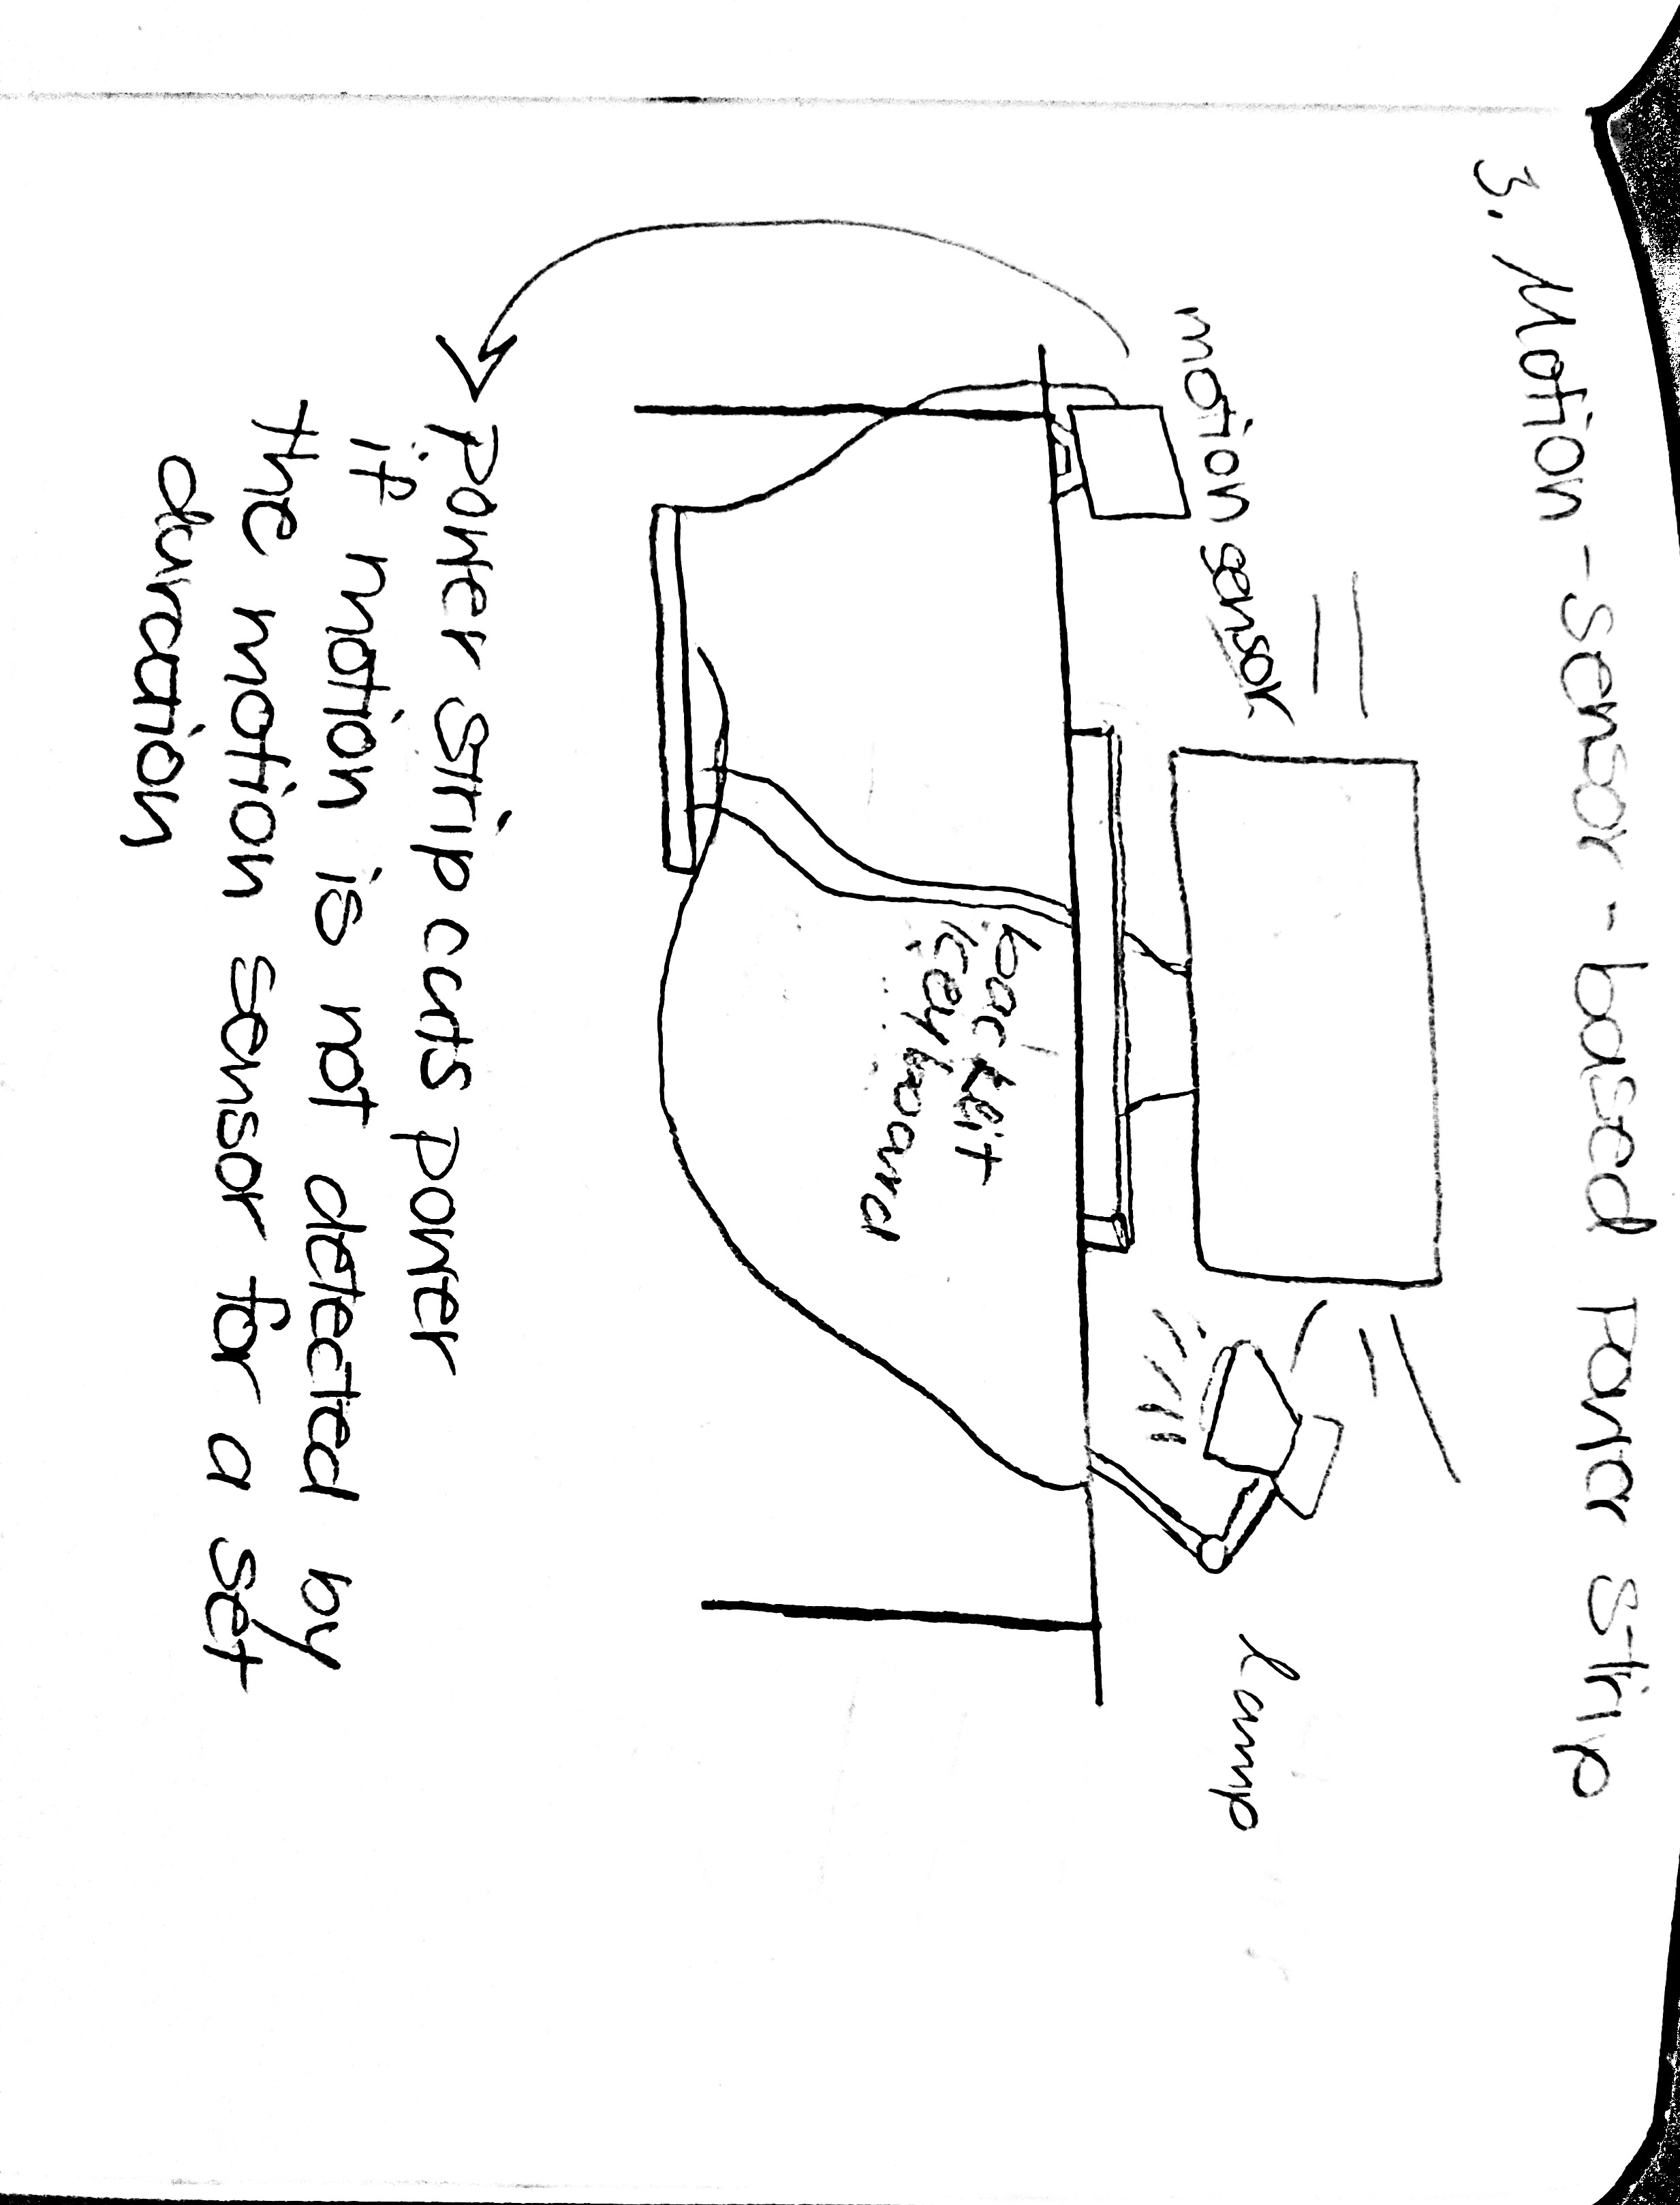 3. Motion-sensor-based Power Strip
motion sensor
lamp
backlit
keyboard
power strip cuts power
if motion is not detected by
the motion sensor for a set
duration